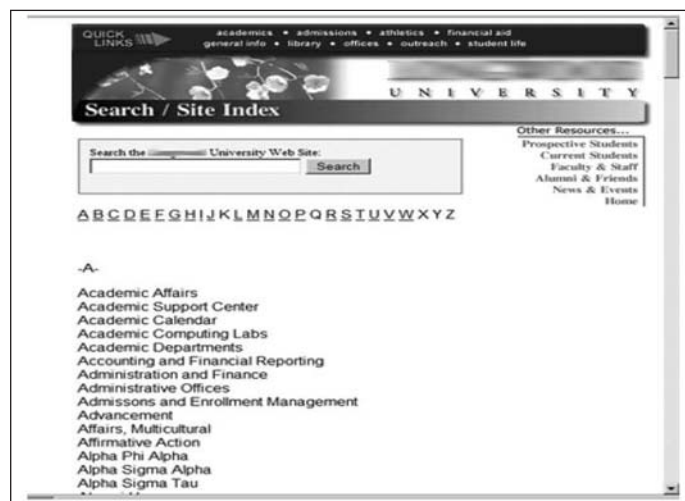 QUICK LINKS
academics • admissions • athletics • financial aid
general info • library • offices • outreach • student life
UNIVERSITY
Search / Site Index
Other Resources...
Prospective Students
Current Students
Faculty & Staff
Alumni & Friends
News & Events
Home
Search the University Web Site:
Search
A B C D E F G H I J K L M N O P Q R S T U V W X Y Z
-A-
Academic Affairs
Academic Support Center
Academic Calendar
Academic Computing Labs
Academic Departments
Accounting and Financial Reporting
Administration and Finance
Administrative Offices
Admissons and Enrollment Management
Advancement
Affairs, Multicultural
Affirmative Action
Alpha Phi Alpha
Alpha Sigma Alpha
Alpha Sigma Tau